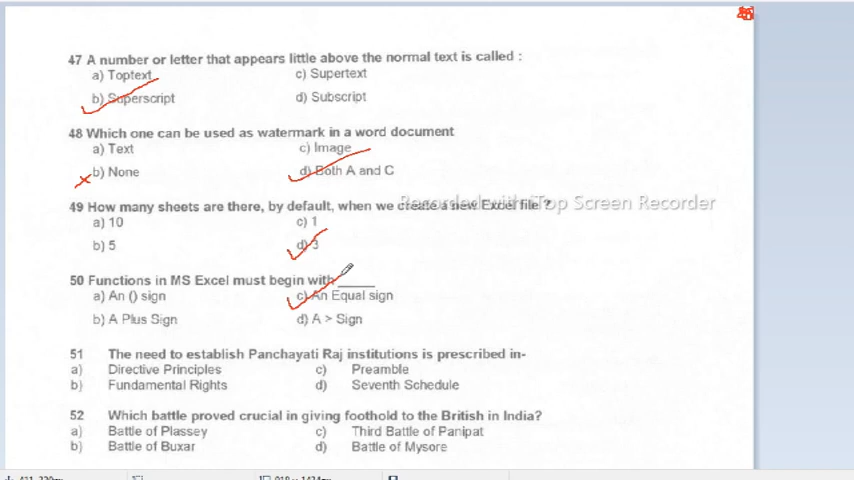 47 A number or letter that appears little above the normal text is called :
a) Toptext c) Supertext
b) Superscript d) Subscript
48 Which one can be used as watermark in a word document
a) Text c) Image
b) None d) Both A and C
Recorded with iTop Screen Recorder
49 How many sheets are there, by default, when we create a new Excel file ?
a) 10 c) 1
b) 5 d) 3
50 Functions in MS Excel must begin with _____
a) An () sign c) An Equal sign
b) A Plus Sign d) A > Sign
51 The need to establish Panchayati Raj institutions is prescribed in-
a) Directive Principles c) Preamble
b) Fundamental Rights d) Seventh Schedule
52 Which battle proved crucial in giving foothold to the British in India?
a) Battle of Plassey c) Third Battle of Panipat
b) Battle of Buxar d) Battle of Mysore